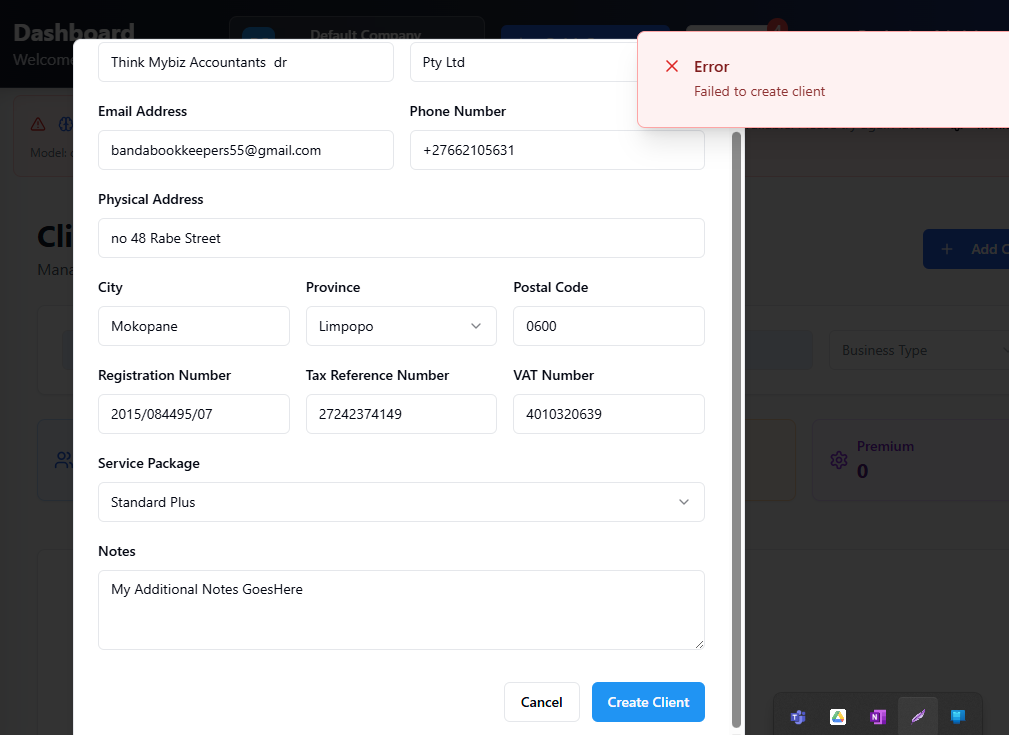 Dashboard
Default Company
4
Welcome
Error
Failed to create client
Think Mybiz Accountants  dr
Pty Ltd
Email Address
Phone Number
bandabookkeepers55@gmail.com
+27662105631
Model:
Physical Address
no 48 Rabe Street
Cli
Add C
Mana
City
Province
Postal Code
Mokopane
Limpopo
0600
Business Type
Registration Number
Tax Reference Number
VAT Number
2015/084495/07
27242374149
4010320639
Premium
0
Service Package
Standard Plus
Notes
My Additional Notes GoesHere
Cancel
Create Client